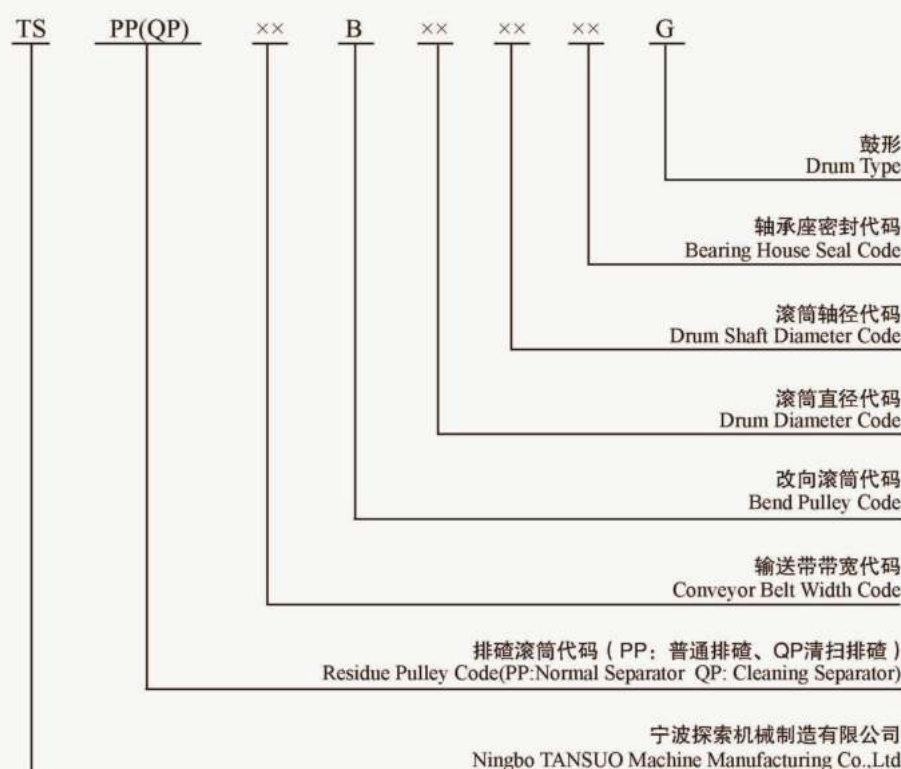 TS PP(QP) ×× B ×× ×× ×× G
鼓形
Drum Type
轴承座密封代码
Bearing House Seal Code
滚筒轴径代码
Drum Shaft Diameter Code
滚筒直径代码
Drum Diameter Code
改向滚筒代码
Bend Pulley Code
输送带带宽代码
Conveyor Belt Width Code
排碴滚筒代码（PP：普通排碴、QP清扫排碴）
Residue Pulley Code(PP:Normal Separator QP: Cleaning Separator)
宁波探索机械制造有限公司
Ningbo TANSUO Machine Manufacturing Co.,Ltd